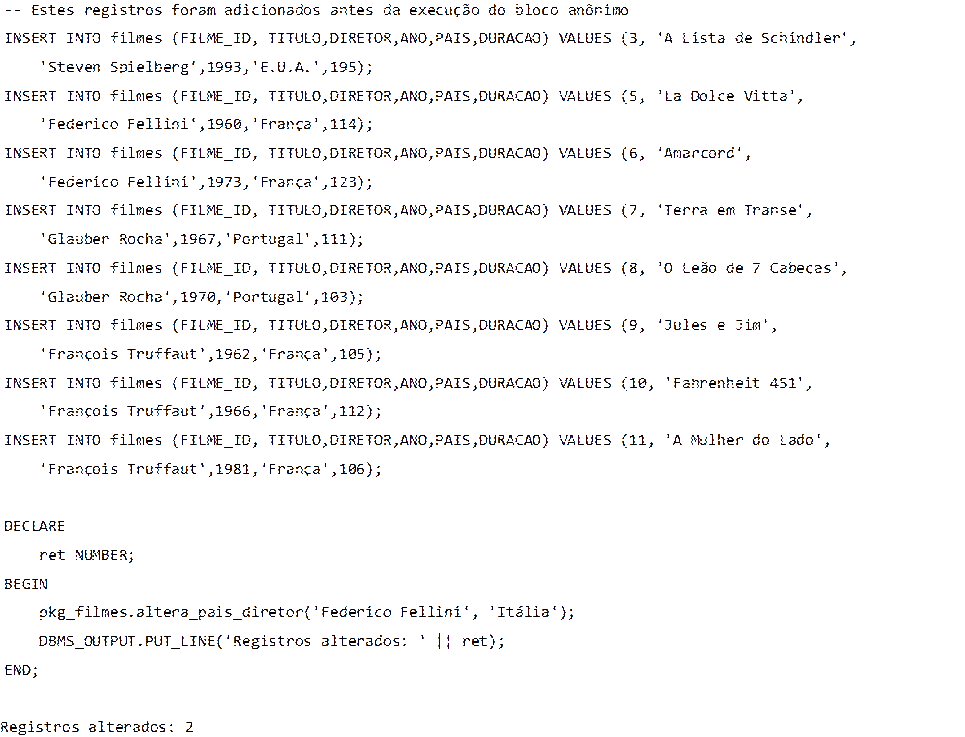 -- Estes registros foram adicionados antes da execução do bloco anônimo
INSERT INTO filmes (FILME_ID, TITULO,DIRETOR,ANO,PAIS,DURACAO) VALUES (3, 'A Lista de Schindler',
'Steven Spielberg',1993,'E.U.A.',195);
INSERT INTO filmes (FILME_ID, TITULO,DIRETOR,ANO,PAIS,DURACAO) VALUES (5, 'La Dolce Vitta',
'Federico Fellini',1960,'França',114);
INSERT INTO filmes (FILME_ID, TITULO,DIRETOR,ANO,PAIS,DURACAO) VALUES (6, 'Amarcord',
'Federico Fellini',1973,'França',123);
INSERT INTO filmes (FILME_ID, TITULO,DIRETOR,ANO,PAIS,DURACAO) VALUES (7, 'Terra em Transe',
'Glauber Rocha',1967,'Portugal',111);
INSERT INTO filmes (FILME_ID, TITULO,DIRETOR,ANO,PAIS,DURACAO) VALUES (8, 'O Leão de 7 Cabecas',
'Glauber Rocha',1970,'Portugal',103);
INSERT INTO filmes (FILME_ID, TITULO,DIRETOR,ANO,PAIS,DURACAO) VALUES (9, 'Jules e Jim',
'François Truffaut',1962,'França',105);
INSERT INTO filmes (FILME_ID, TITULO,DIRETOR,ANO,PAIS,DURACAO) VALUES (10, 'Fahrenheit 451',
'François Truffaut',1966,'França',112);
INSERT INTO filmes (FILME_ID, TITULO,DIRETOR,ANO,PAIS,DURACAO) VALUES (11, 'A Mulher do Lado',
'François Truffaut',1981,'França',106);
DECLARE
ret NUMBER;
BEGIN
pkg_filmes.altera_pais_diretor('Federico Fellini', 'Itália');
DBMS_OUTPUT.PUT_LINE('Registros alterados: ' || ret);
END;
Registros alterados: 2